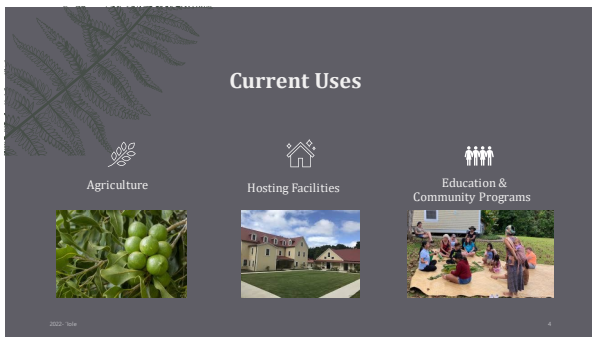 Current Uses
Agriculture
Hosting Facilities
Education &
Community Programs
4